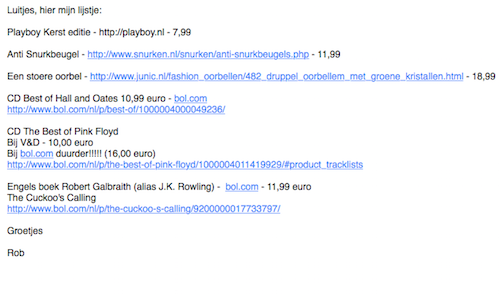 Luitjes, hier mijn lijstje:
Playboy Kerst editie - http://playboy.nl - 7,99
Anti Snurkbeugel - http://www.snurken.nl/snurken/anti-snurkbeugels.php - 11,99
Een stoere oorbel - http://www.junic.nl/fashion_oorbellen/482_druppel_oorbellem_met_groene_kristallen.html - 18,99
CD Best of Hall and Oates 10,99 euro - bol.com
http://www.bol.com/nl/p/best-of/1000004000049236/
CD The Best of Pink Floyd
Bij V&D - 10,00 euro
Bij bol.com duurder!!!!! (16,00 euro)
http://www.bol.com/nl/p/the-best-of-pink-floyd/1000004011419929/#product_tracklists
Engels boek Robert Galbraith (alias J.K. Rowling) - bol.com - 11,99 euro
The Cuckoo's Calling
http://www.bol.com/nl/p/the-cuckoo-s-calling/9200000017733797/
Groetjes
Rob